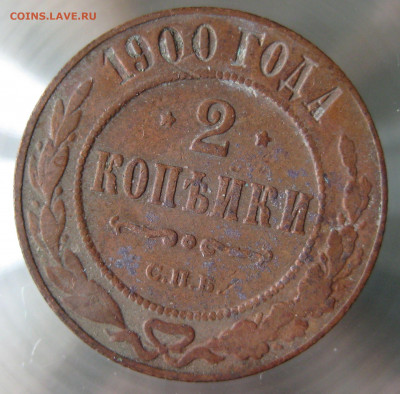 COINS.LAVE.RU
1900 ГОДА
2
КОПѢЙКИ
С.П.Б.